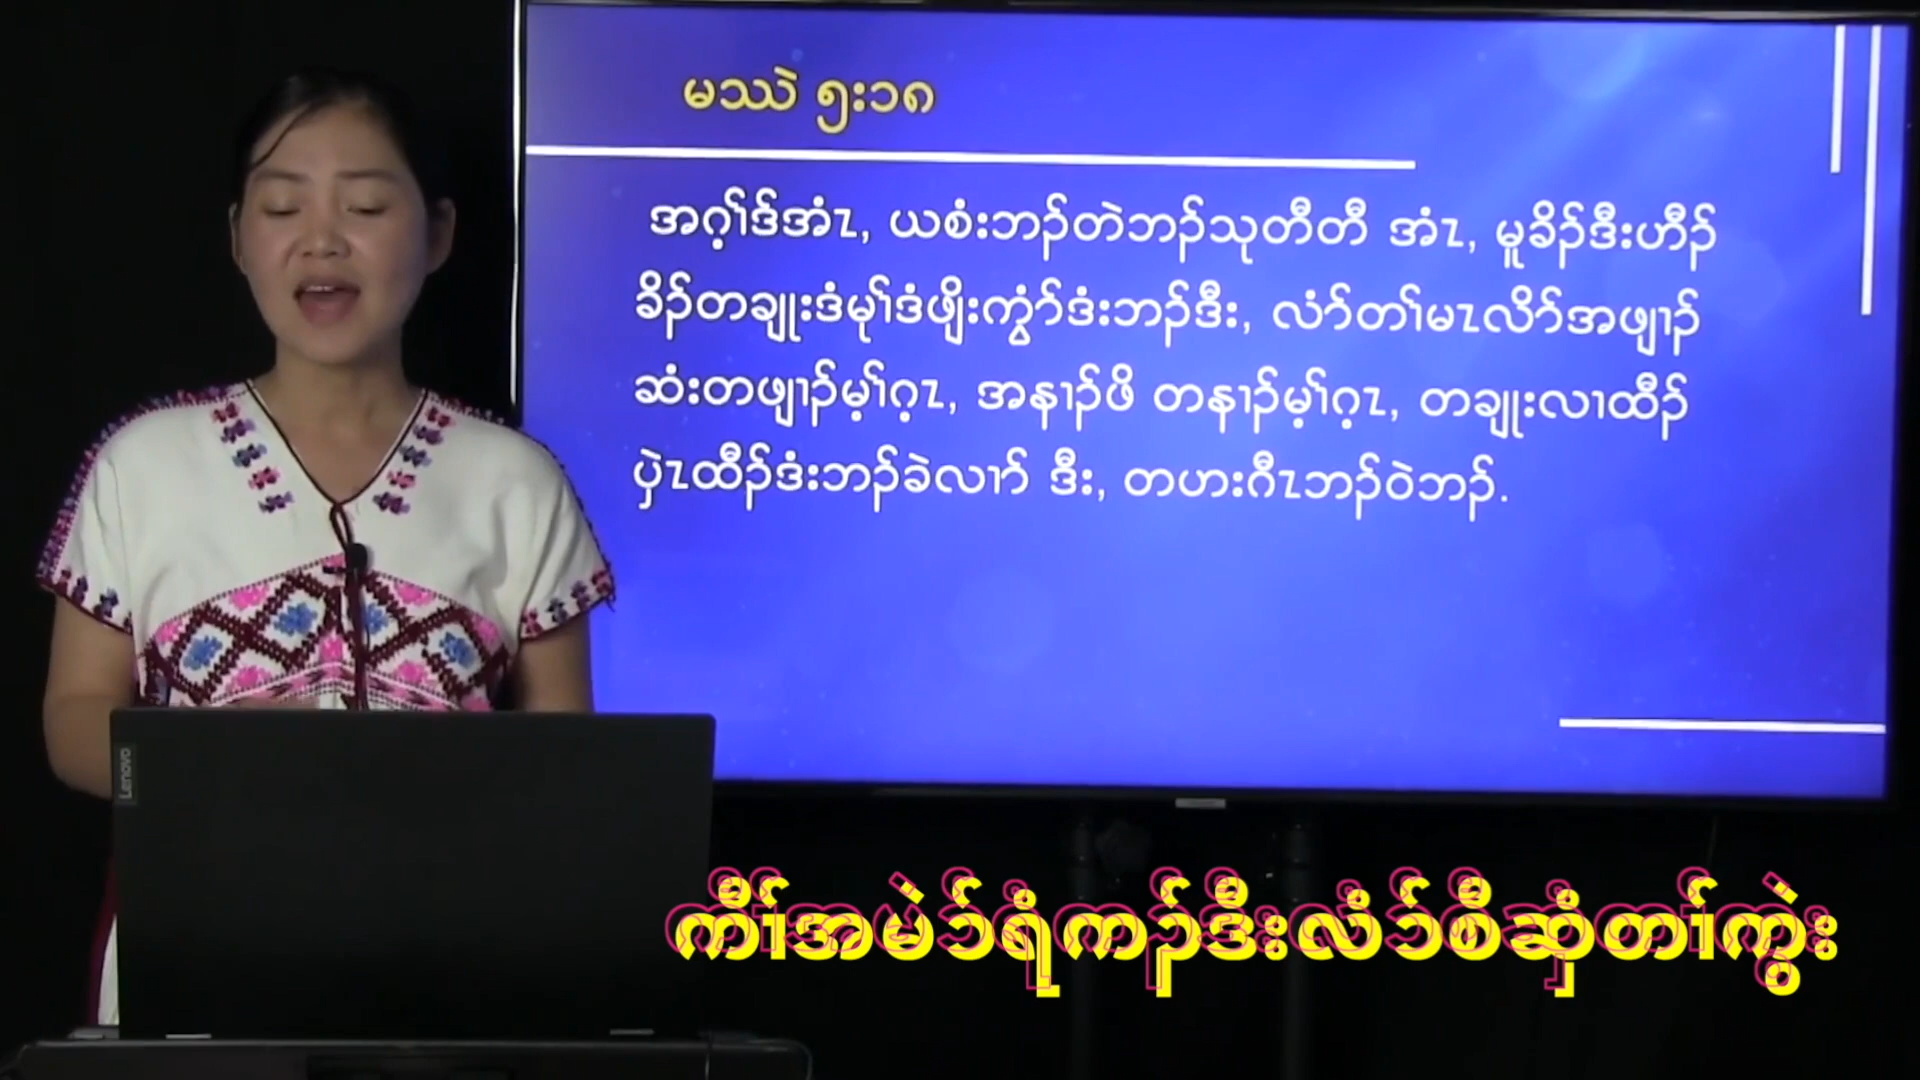 မဿဲ ၅:၁၈
အဂ့ၢ်ဒ်အံၤ, ယစံးဘၣ်တဲဘၣ်သုတီတီ အံၤ, မူခိၣ်ဒီးဟီၣ်
ခိၣ်တချုးဒံမုၢ်ဒံဖျိးကွံာ်ဒံးဘၣ်ဒီး, လံာ်တၢ်မၤလိာ်အဖျၢၣ်
ဆံးတဖျၢၣ်မ့ၢ်ဂ့ၤ, အနၢၣ်ဖိ တနၢၣ်မ့ၢ်ဂ့ၤ, တချုးလၢထီၣ်
ပှဲၤထီၣ်ဒံးဘၣ်ခဲလၢာ် ဒီး, တဟးဂီၤဘၣ်ဝဲဘၣ်.
Lenovo
ကီၢ်အမဲာ်ရံကၣ်ဒီးလံာ်စီဆှံတၢ်ကွဲး